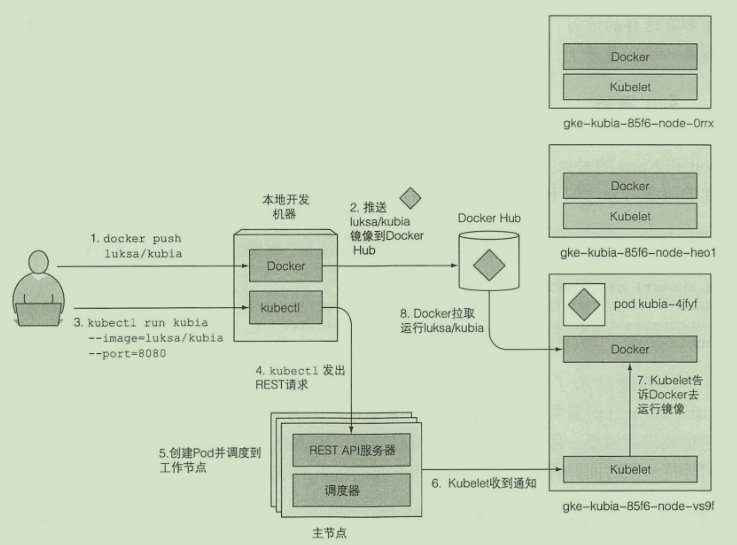 Docker
Kubelet
gke-kubia-85f6-node-0rrx
Docker
Kubelet
gke-kubia-85f6-node-heo1
本地开发
机器
2. 推送
luksa/kubia
镜像到Docker
Hub
Docker Hub
1. docker push
luksa/kubia
Docker
kubectl
3. kubectl run kubia
--image=luksa/kubia
--port=8080
8. Docker拉取
运行luksa/kubia
pod kubia-4jfyf
Docker
4. kubectl 发出
REST请求
7. Kubelet告
诉Docker去
运行镜像
5.创建Pod并调度到
工作节点
REST API服务器
调度器
6. Kubelet收到通知
Kubelet
gke-kubia-85f6-node-vs9f
主节点